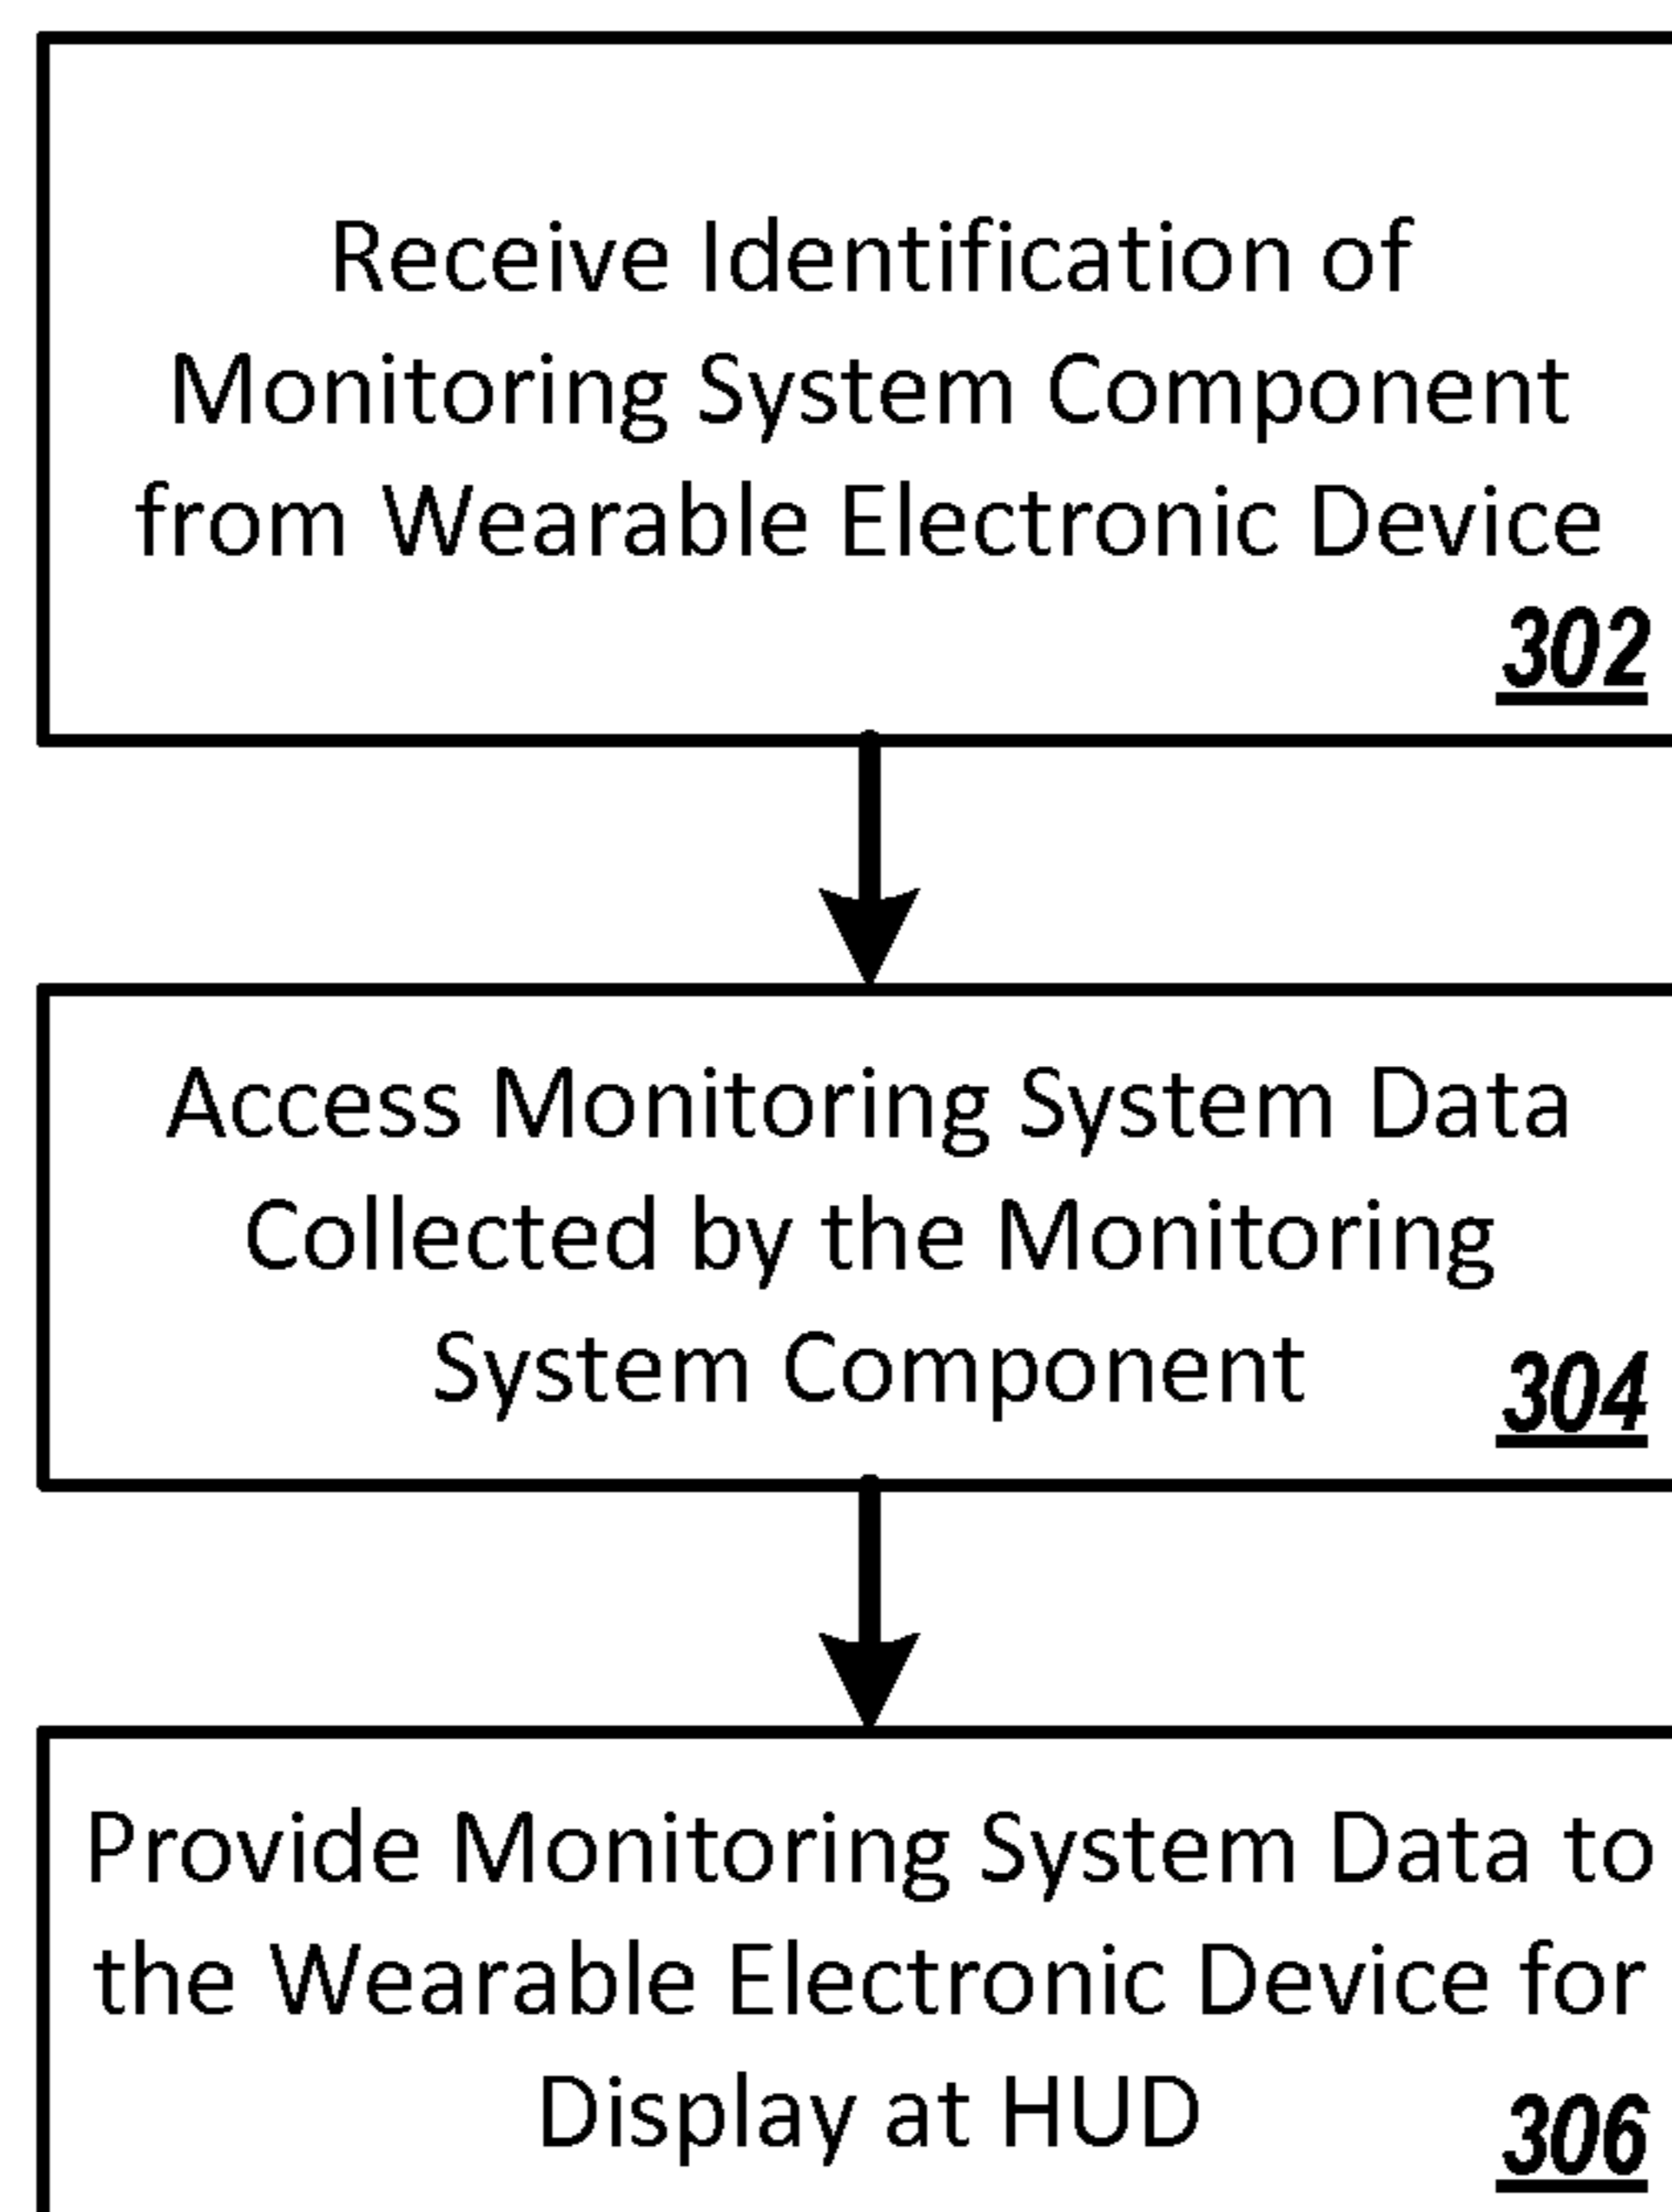 Receive Identification of
Monitoring System Component
from Wearable Electronic Device
302
Access Monitoring System Data
Collected by the Monitoring
System Component
304
Provide Monitoring System Data to
the Wearable Electronic Device for
Display at HUD
306